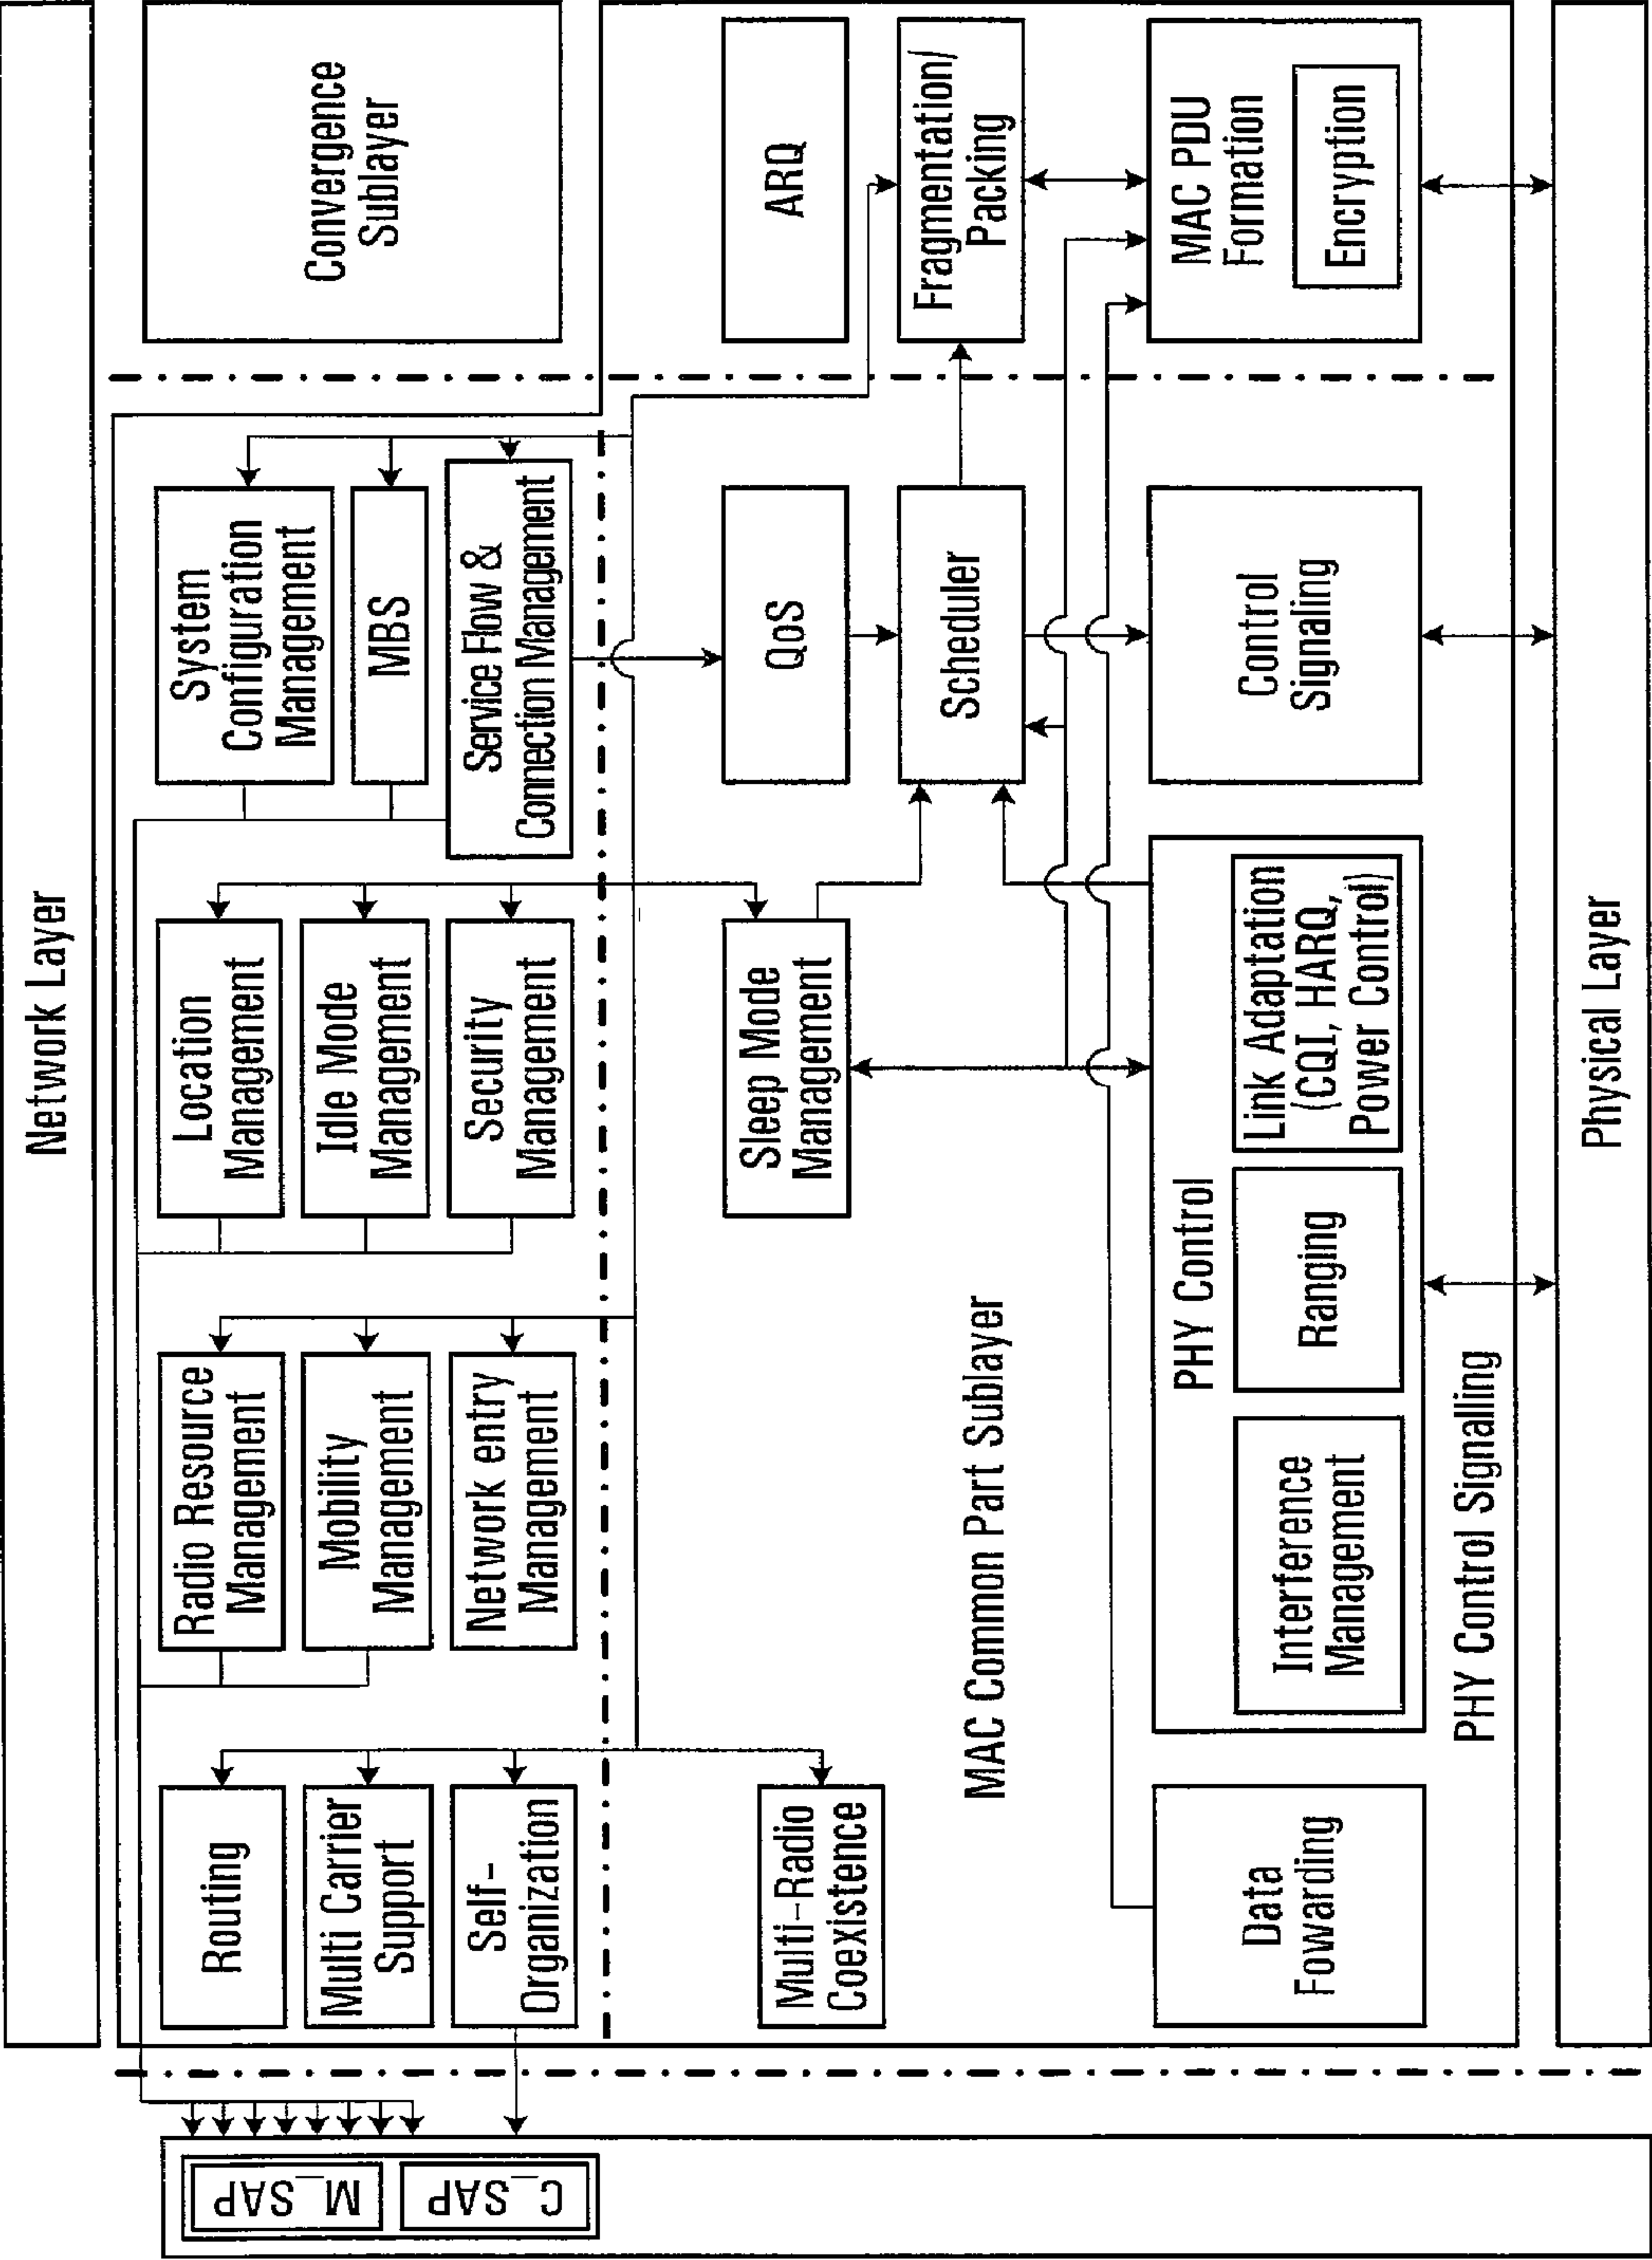 Network Layer
M_SAP
C_SAP
Routing
Multi Carrier
Support
Self-
Organization
Radio Resource
Management
Mobility
Management
Network entry
Management
Location
Management
Idle Mode
Management
Security
Management
System
Configuration
Management
MBS
Service Flow &
Connection Management
Convergence
Sublayer
Multi-Radio
Coexistence
Sleep Mode
Management
QoS
Scheduler
ARQ
Fragmentation/
Packing
MAC Common Part Sublayer
Data
Fowarding
PHY Control
Interference
Management
Ranging
Link Adaptation
(CQI, HARQ,
Power Control)
Control
Signaling
MAC PDU
Formation
Encryption
PHY Control Signalling
Physical Layer